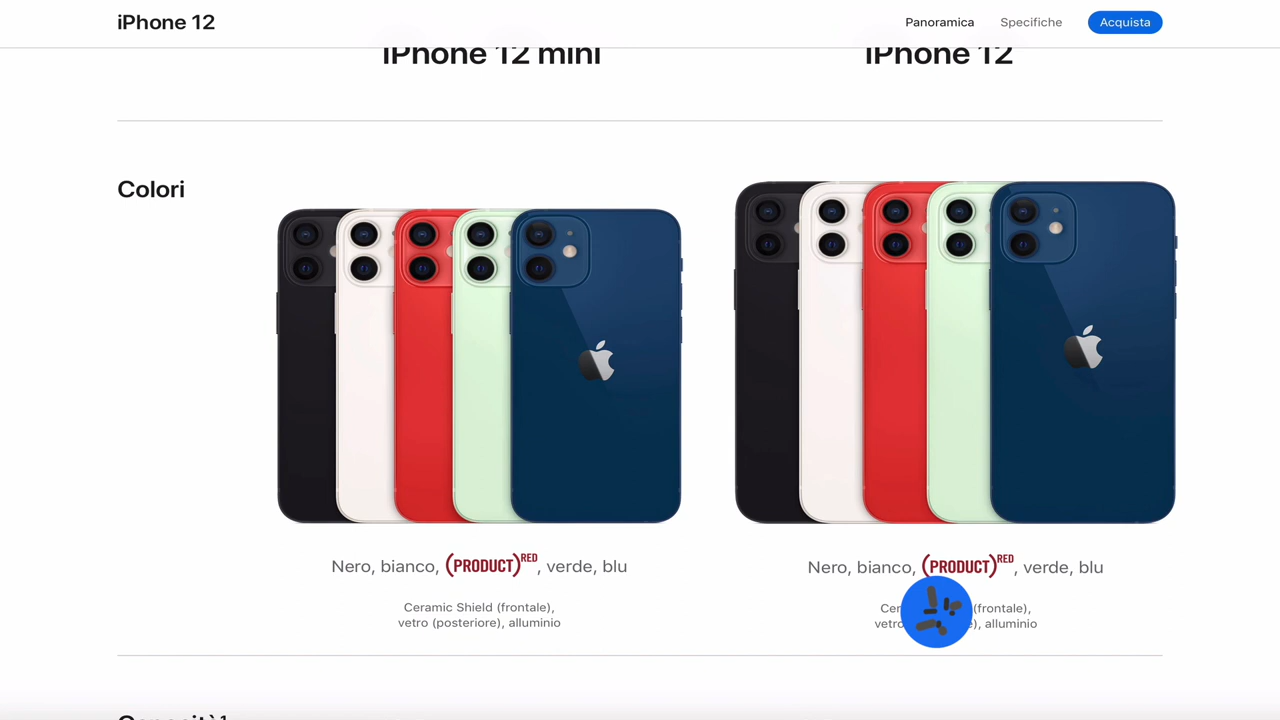 iPhone 12
Panoramica
Specifiche
Acquista
iPhone 12 mini
iPhone 12
Colori
Nero, bianco, (PRODUCT)RED, verde, blu
Nero, bianco, (PRODUCT)RED, verde, blu
Ceramic Shield (frontale),
vetro (posteriore), alluminio
(frontale),
alluminio